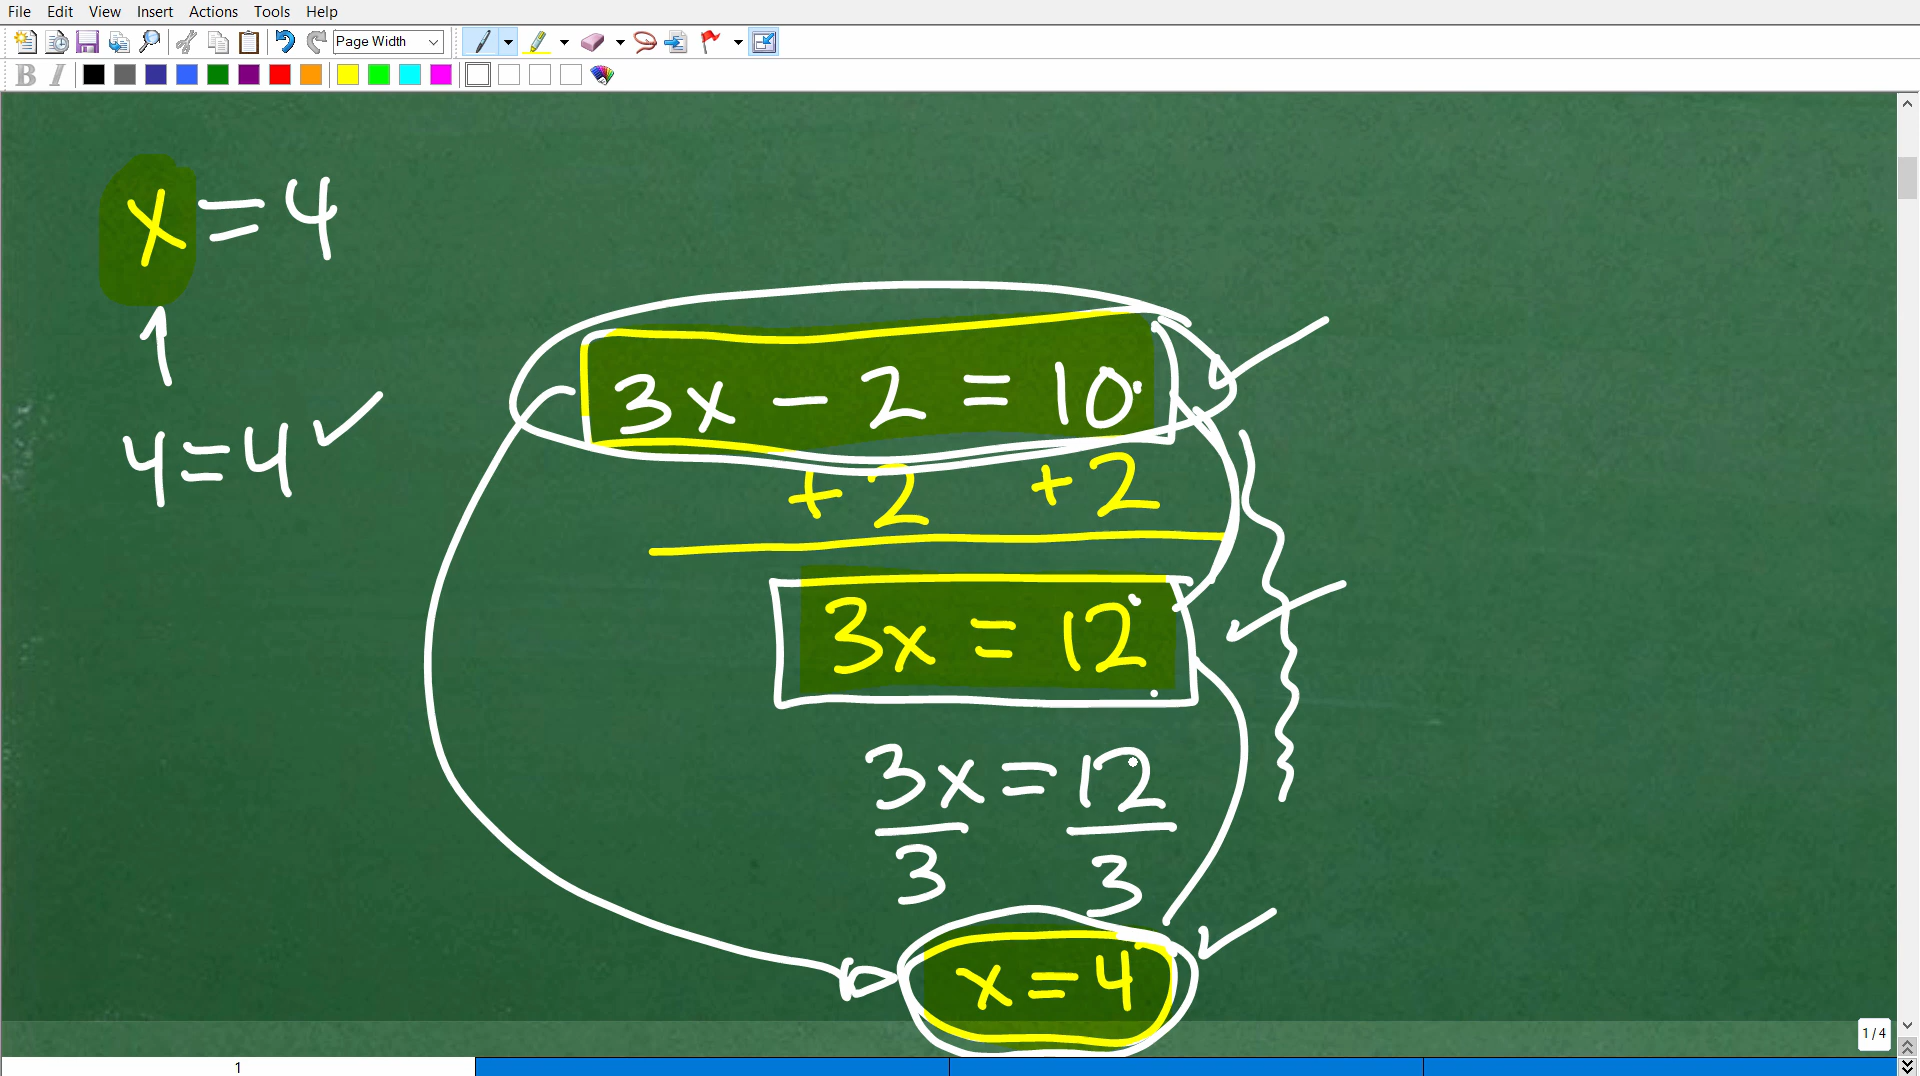 File Edit View Insert Actions Tools Help
Page Width
B I
x = 4
4 = 4
3x - 2 = 10
+ 2 + 2
3x = 12
3x = 12
3 3
x = 4
1 / 4
1